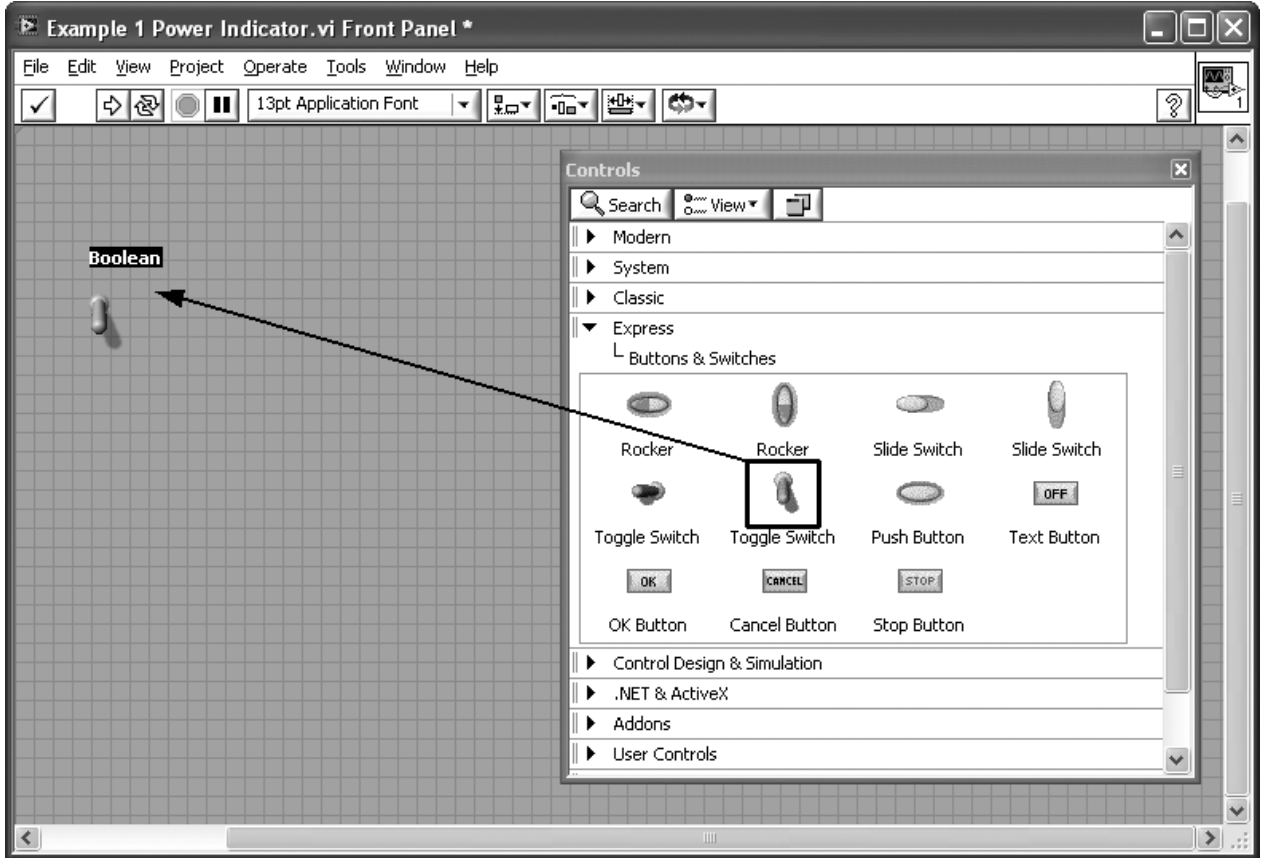 Example 1 Power Indicator.vi Front Panel *
File Edit View Project Operate Tools Window Help
13pt Application Font
?
1
Controls
Search View
Modern
System
Classic
Express
Buttons & Switches
Rocker Rocker Slide Switch Slide Switch
OFF
Toggle Switch Toggle Switch Push Button Text Button
OK CANCEL STOP
OK Button Cancel Button Stop Button
Control Design & Simulation
.NET & ActiveX
Addons
User Controls
Boolean